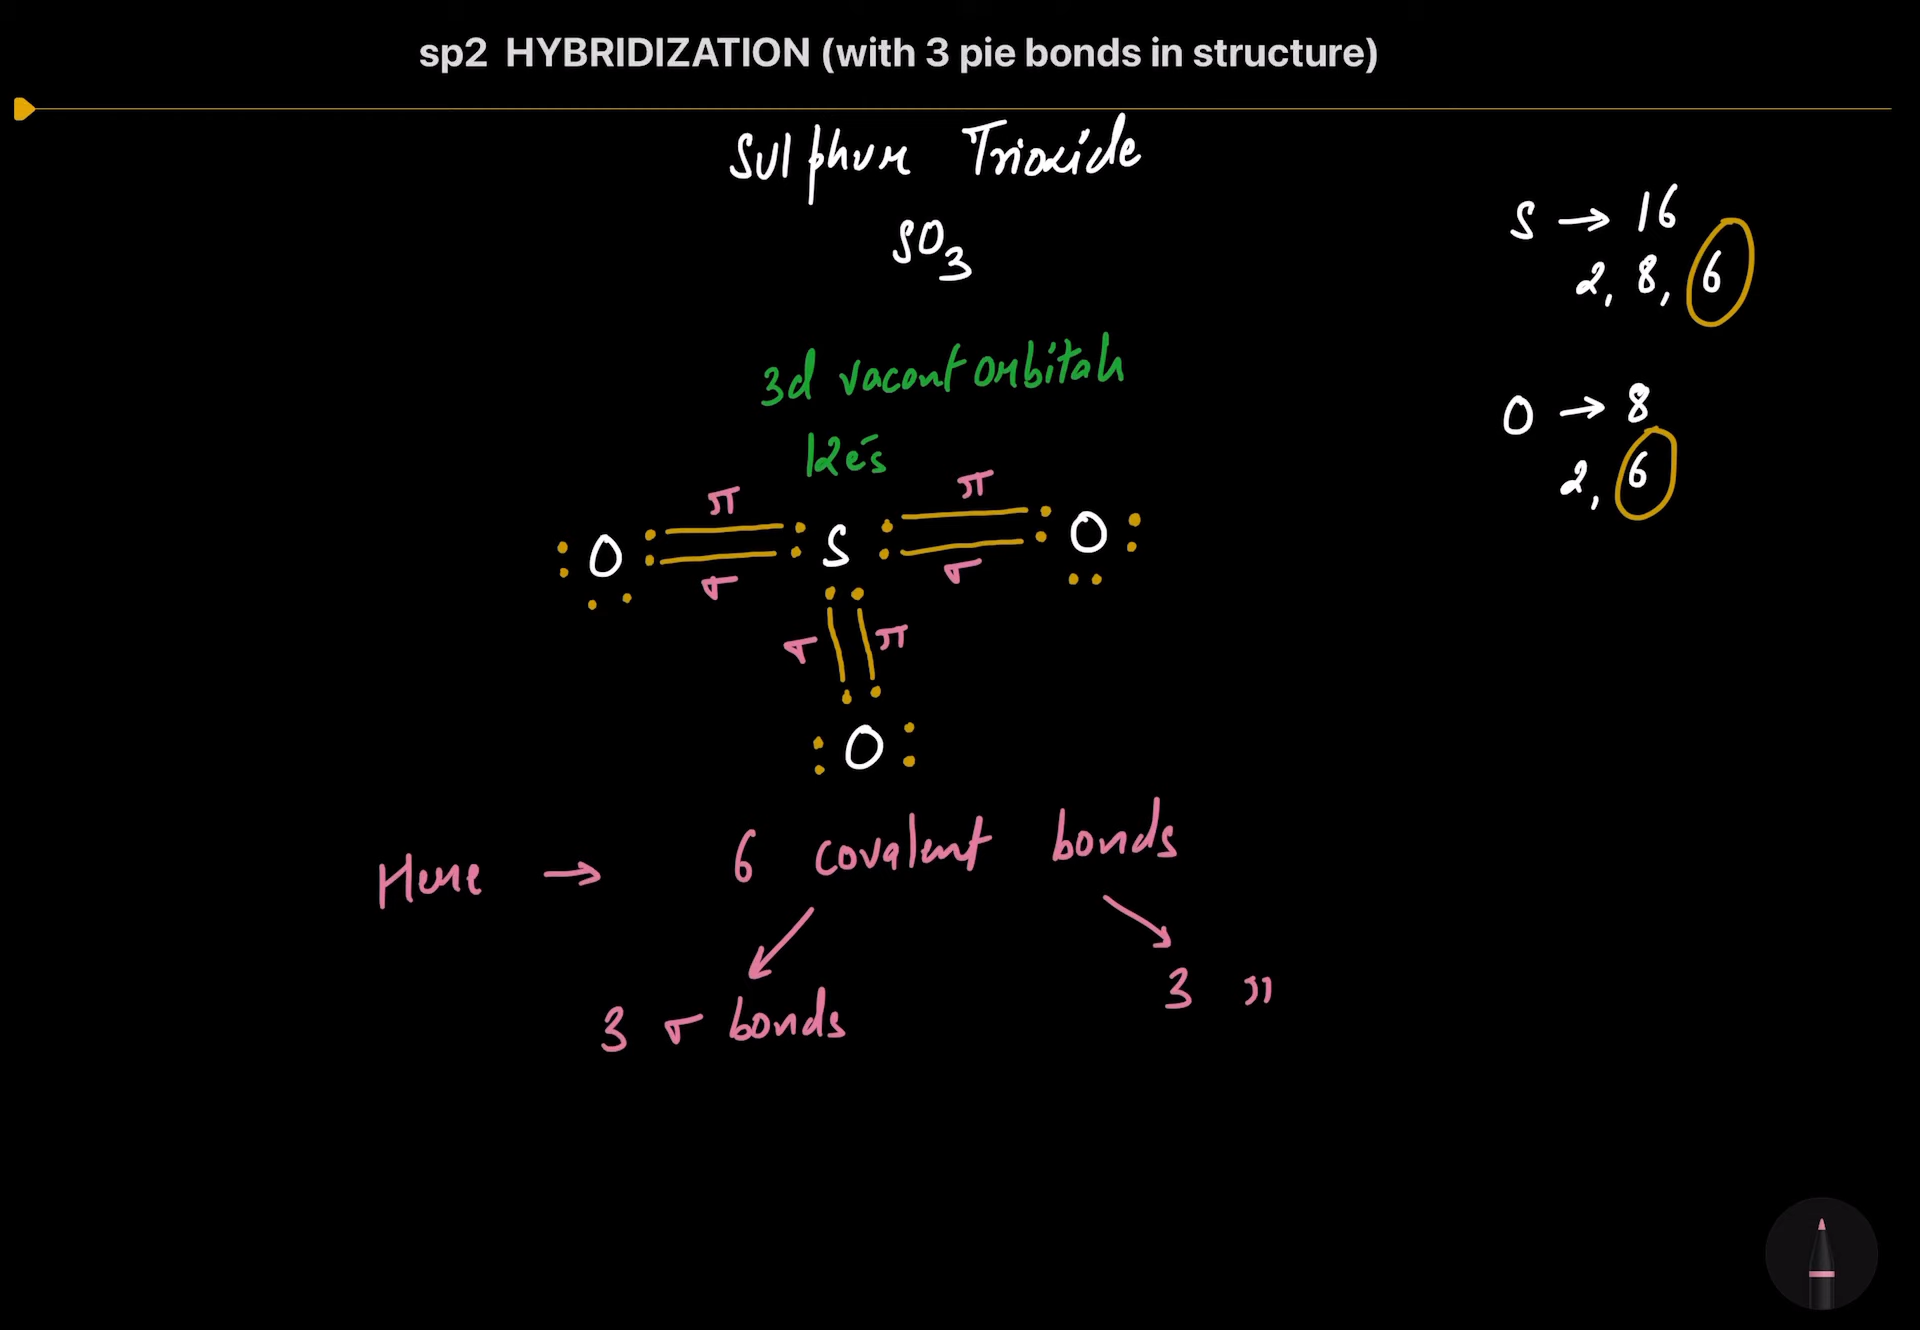 sp2 HYBRIDIZATION (with 3 pie bonds in structure)
Sulphur Trioxide
SO3
S → 16
2, 8, 6
O → 8
2, 6
3d vacant orbitals
12e⁻s
π π
O S O
σ σ
σ π
O
Here → 6 covalent bonds
3 σ bonds
3 π